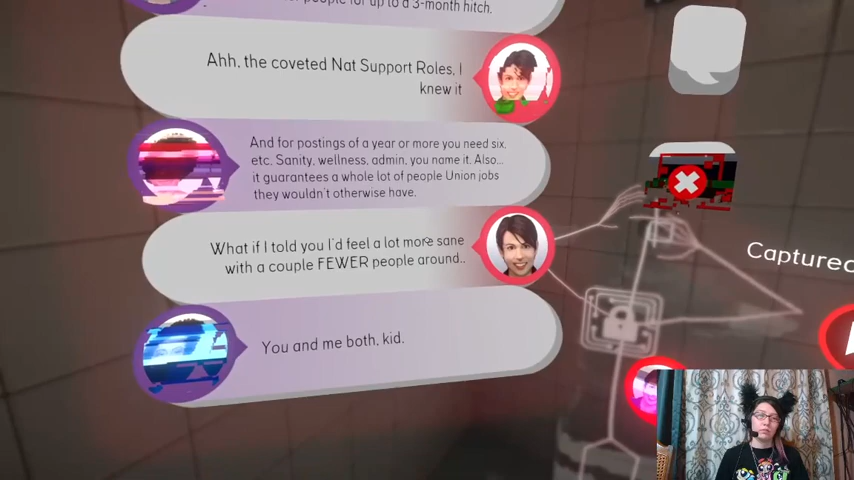 people for up to a 3-month hitch.
Ahh, the coveted Nat Support Roles, I
knew it
And for postings of a year or more you need six,
etc. Sanity, wellness, admin, you name it. Also...
it guarantees a whole lot of people Union jobs
they wouldn't otherwise have.
What if I told you I'd feel a lot more sane
with a couple FEWER people around..
You and me both, kid.
Captured